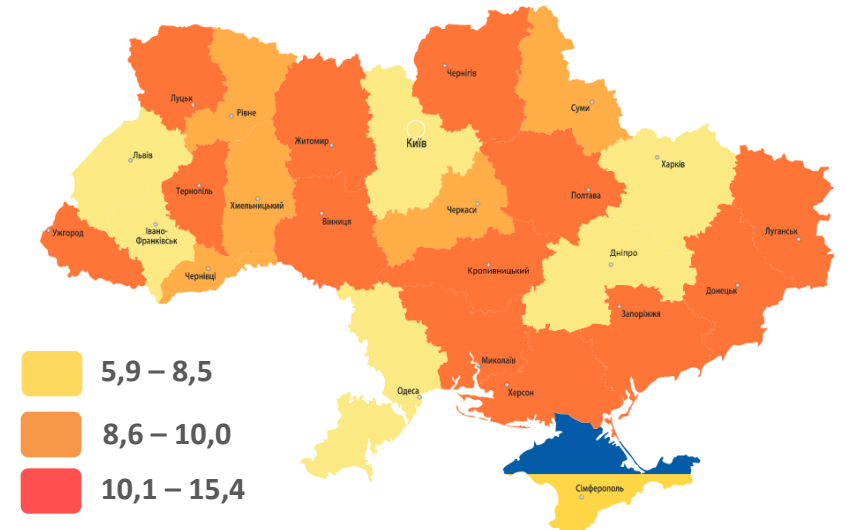 Чернігів
Луцьк
Рівне
Суми
Житомир
Київ
Львів
Харків
Тернопіль
Хмельницький
Черкаси
Полтава
Вінниця
Ужгород
Івано-
Франківськ
Луганськ
Дніпро
Чернівці
Кропивницький
Донецьк
Запоріжжя
Миколаїв
5,9 – 8,5
Одеса
Херсон
8,6 – 10,0
10,1 – 15,4
Сімферополь